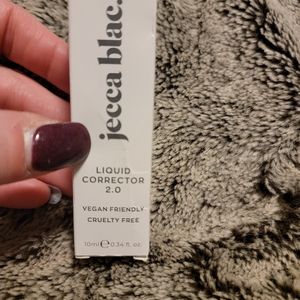 jecca blac.
LIQUID
CORRECTOR
2.0
VEGAN FRIENDLY
CRUELTY FREE
10ml ℮ 0.34 fl. oz.